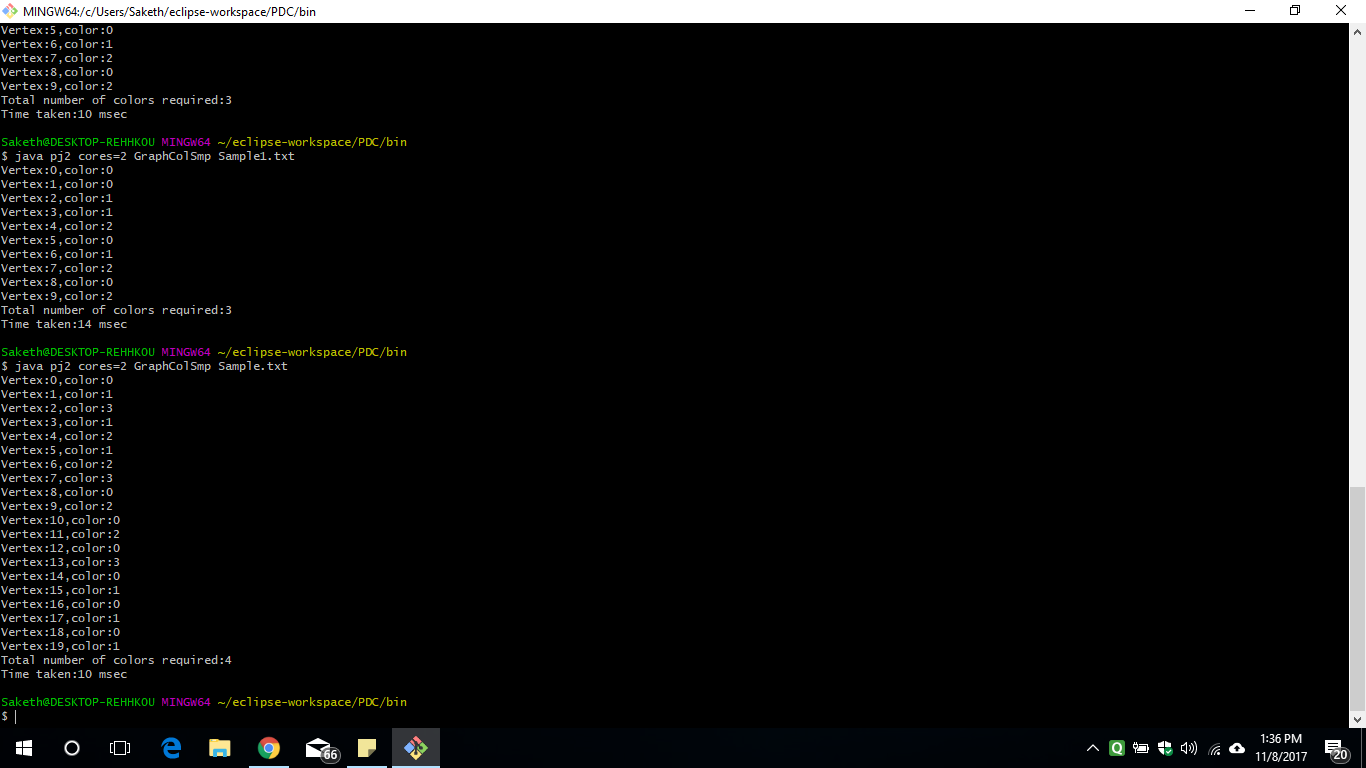 MINGW64:/c/Users/Saketh/eclipse-workspace/PDC/bin
Vertex:5,color:0
Vertex:6,color:1
Vertex:7,color:2
Vertex:8,color:0
Vertex:9,color:2
Total number of colors required:3
Time taken:10 msec
Saketh@DESKTOP-REHHKOU MINGW64 ~/eclipse-workspace/PDC/bin
$ java pj2 cores=2 GraphColSmp Sample1.txt
Vertex:0,color:0
Vertex:1,color:0
Vertex:2,color:1
Vertex:3,color:1
Vertex:4,color:2
Vertex:5,color:0
Vertex:6,color:1
Vertex:7,color:2
Vertex:8,color:0
Vertex:9,color:2
Total number of colors required:3
Time taken:14 msec
Saketh@DESKTOP-REHHKOU MINGW64 ~/eclipse-workspace/PDC/bin
$ java pj2 cores=2 GraphColSmp Sample.txt
Vertex:0,color:0
Vertex:1,color:1
Vertex:2,color:3
Vertex:3,color:1
Vertex:4,color:2
Vertex:5,color:1
Vertex:6,color:2
Vertex:7,color:3
Vertex:8,color:0
Vertex:9,color:2
Vertex:10,color:0
Vertex:11,color:2
Vertex:12,color:0
Vertex:13,color:3
Vertex:14,color:0
Vertex:15,color:1
Vertex:16,color:0
Vertex:17,color:1
Vertex:18,color:0
Vertex:19,color:1
Total number of colors required:4
Time taken:10 msec
Saketh@DESKTOP-REHHKOU MINGW64 ~/eclipse-workspace/PDC/bin
$
66
Q
1:36 PM
11/8/2017
20